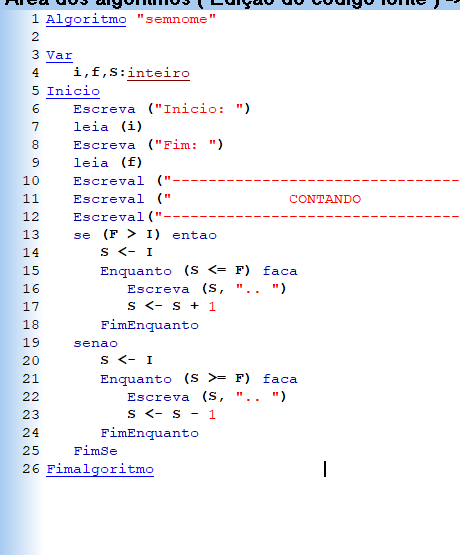 Área dos algoritmos ( Edição do código fonte ) ->
1 Algoritmo "semnome"
2
3 Var
4 i,f,S:inteiro
5 Inicio
6 Escreva ("Inicio: ")
7 leia (i)
8 Escreva ("Fim: ")
9 leia (f)
10 Escreval ("--------------------------------
11 Escreval (" CONTANDO
12 Escreval("---------------------------------
13 se (F > I) entao
14 S <- I
15 Enquanto (S <= F) faca
16 Escreva (S, ".. ")
17 S <- S + 1
18 FimEnquanto
19 senao
20 S <- I
21 Enquanto (S >= F) faca
22 Escreva (S, ".. ")
23 S <- S - 1
24 FimEnquanto
25 FimSe
26 Fimalgoritmo